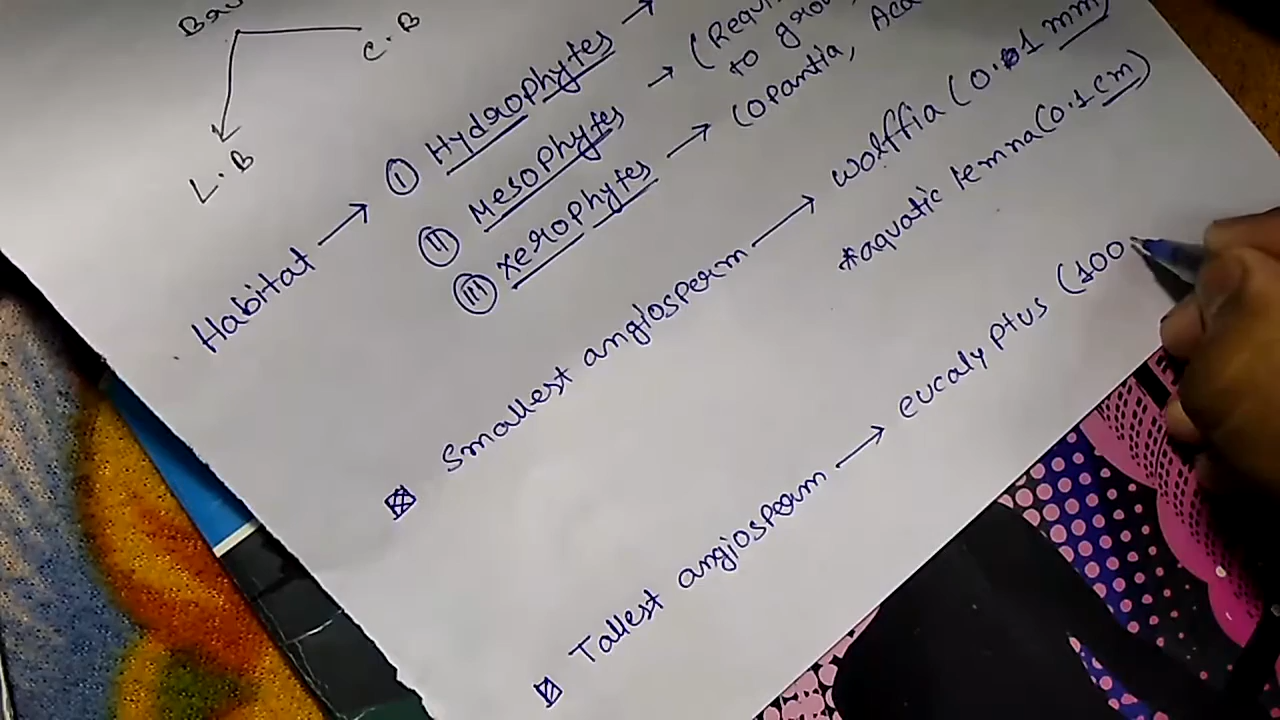 C.B
L.B
Habitat → I Hydrophytes →
II Mesophytes → (Requi
to grow
III Xerophytes → (Opantia, Aca
Smallest angiosperm → Wolffia (0.1 mm)
*aquatic lemna (0.1 cm)
Tallest angiosperm → eucalyptus (100